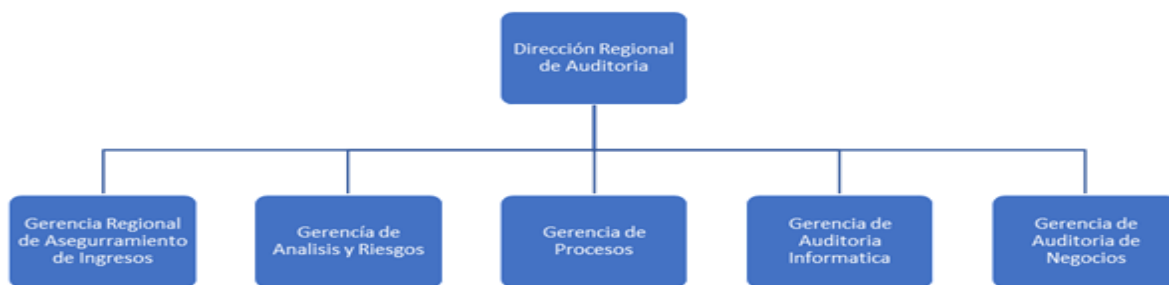 Dirección Regional
de Auditoria
Gerencia Regional
de Asegurramiento
de Ingresos
Gerencía de
Analisis y Riesgos
Gerencia de
Procesos
Gerencia de
Auditoria
Informatica
Gerencia de
Auditoria de
Negocios